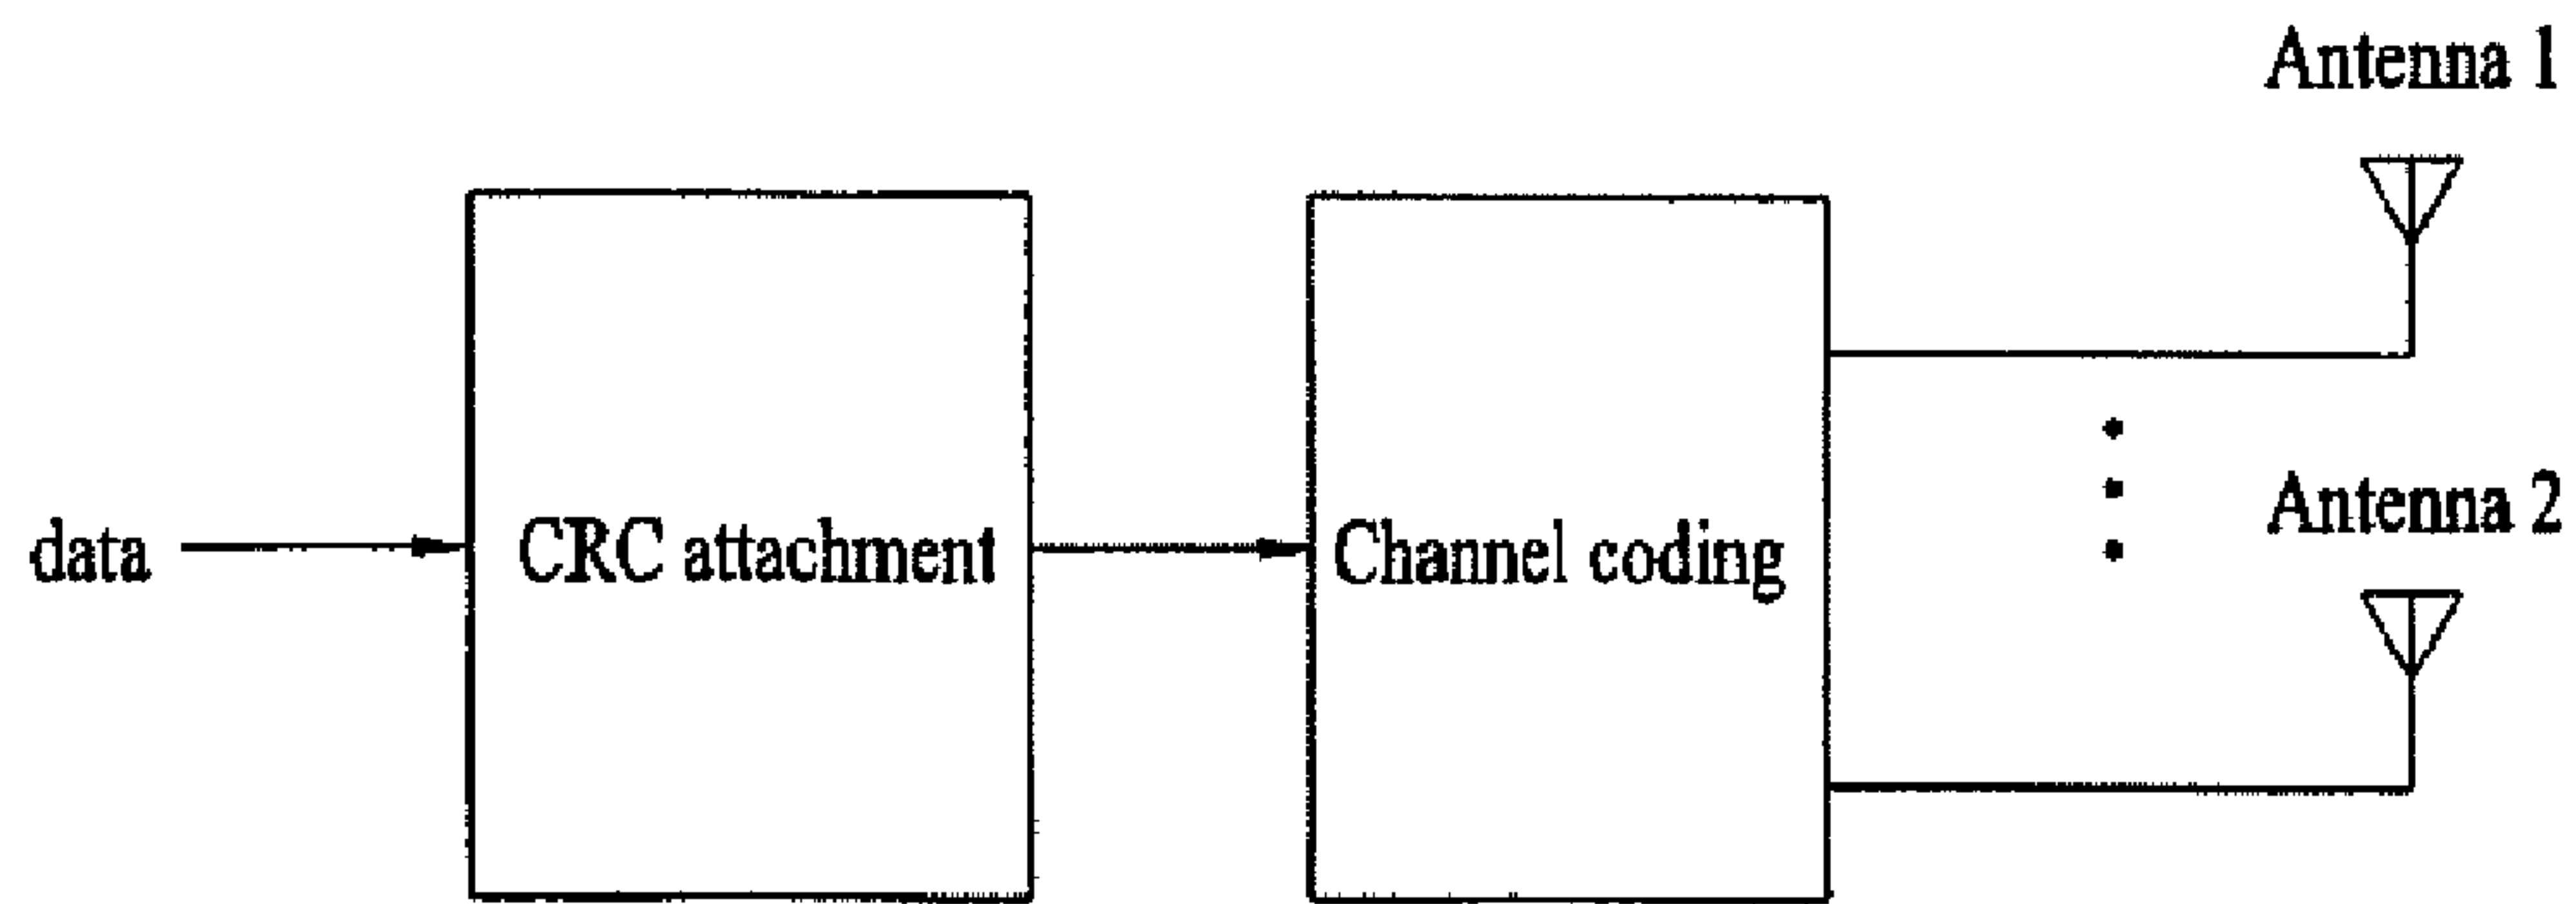 Antenna 1
data
CRC attachment
Channel coding
Antenna 2